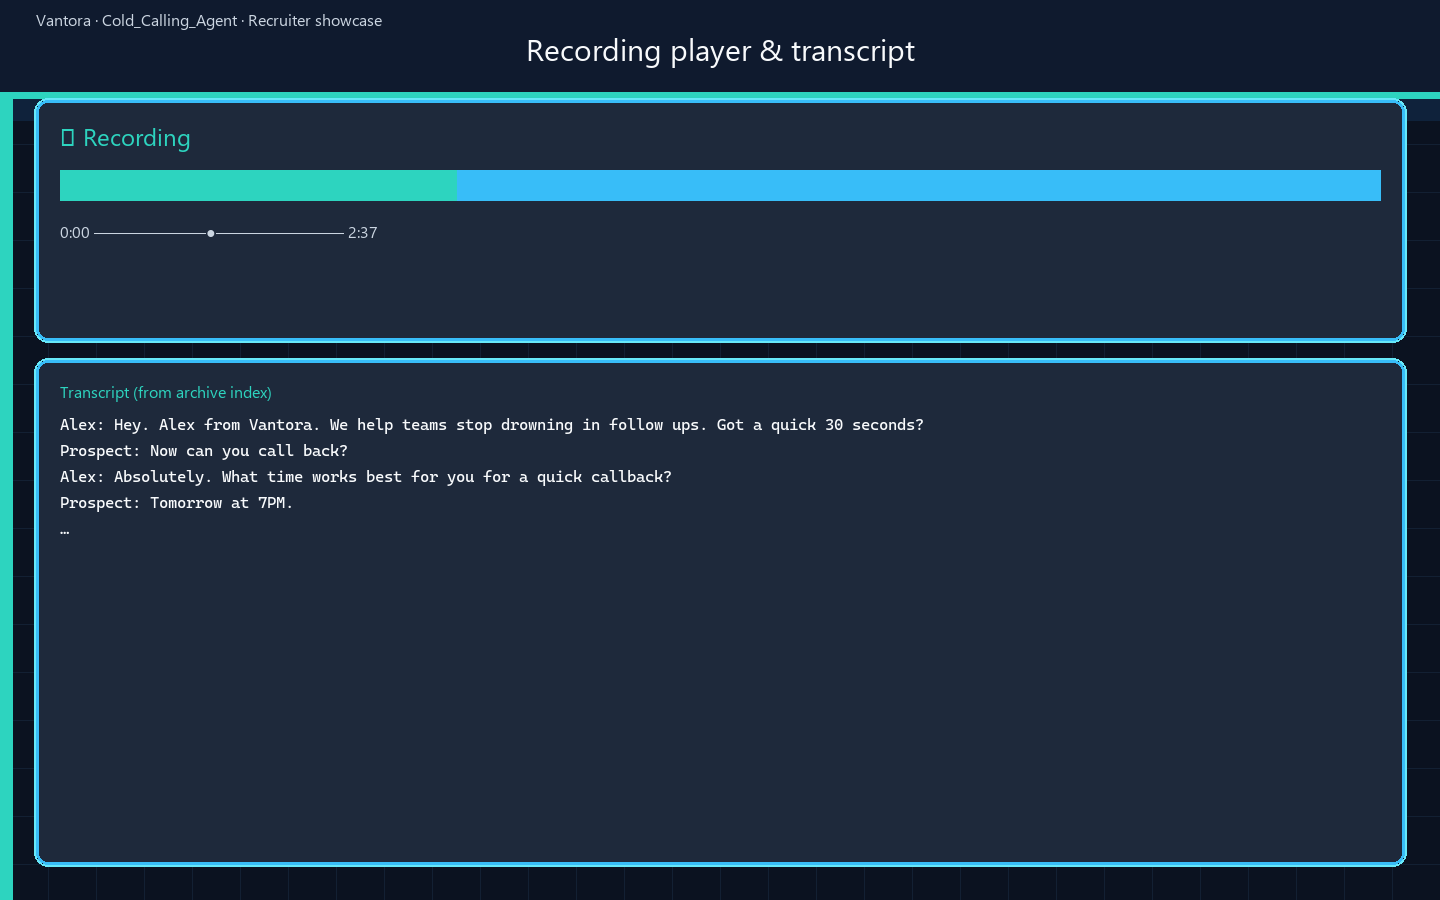 Vantora · Cold_Calling_Agent · Recruiter showcase
Recording player & transcript
Recording
0:00 ──────────●─────────── 2:37
Transcript (from archive index)
Alex: Hey. Alex from Vantora. We help teams stop drowning in follow ups. Got a quick 30 seconds?
Prospect: Now can you call back?
Alex: Absolutely. What time works best for you for a quick callback?
Prospect: Tomorrow at 7PM.
…